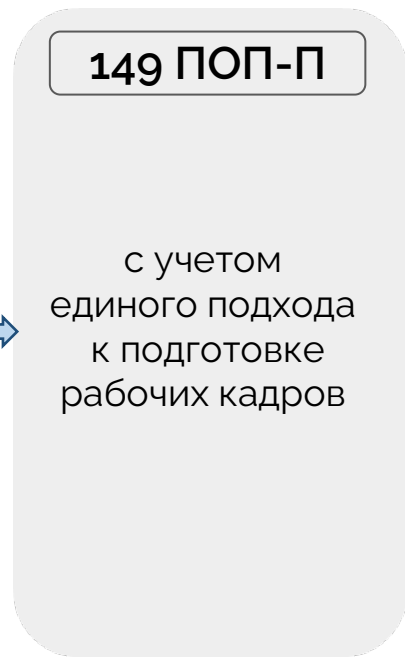 149 ПОП-П
с учетом
единого подхода
к подготовке
рабочих кадров